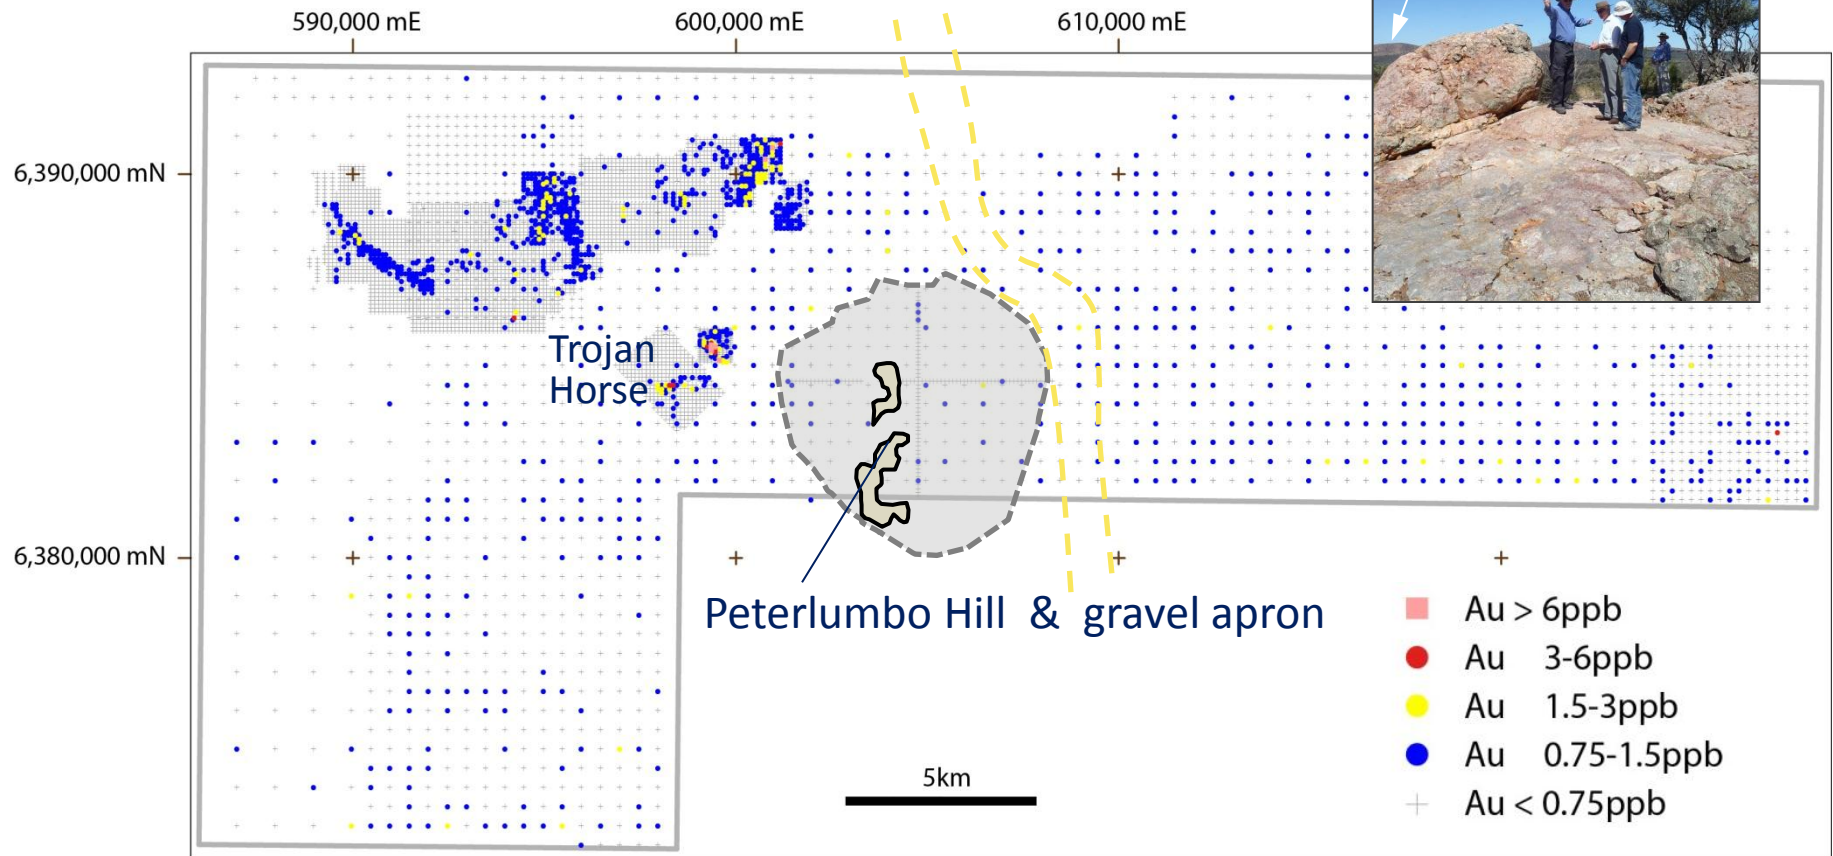 590,000 mE
600,000 mE
610,000 mE
6,390,000 mN
Trojan
Horse
6,380,000 mN
Peterlumbo Hill & gravel apron
5km
Au > 6ppb
Au 3-6ppb
Au 1.5-3ppb
Au 0.75-1.5ppb
Au < 0.75ppb